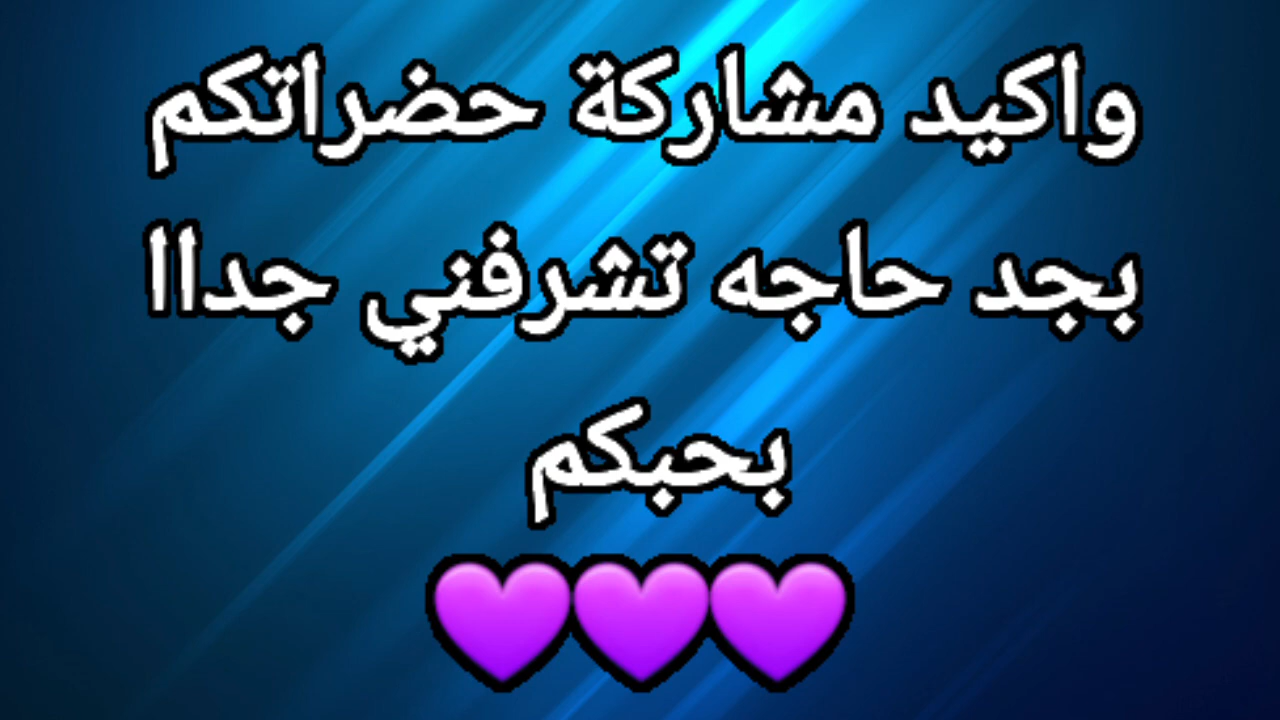 واكيد مشاركة حضراتكم
بجد حاجه تشرفني جداا
بحبكم
💜💜💜